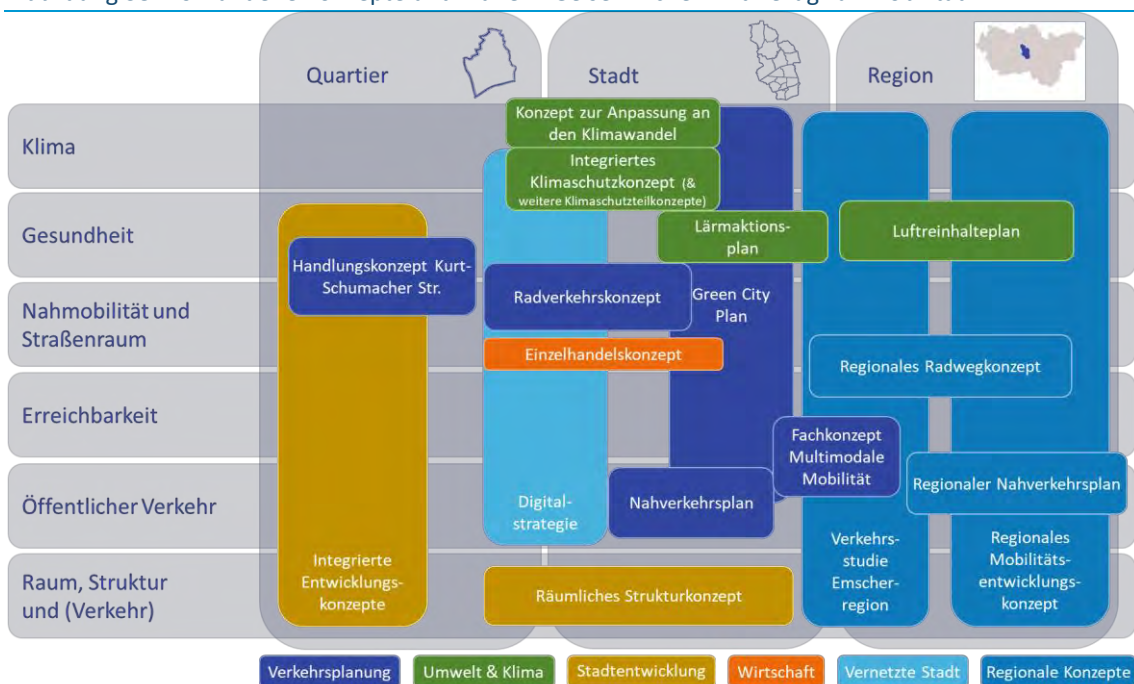 Quartier
Stadt
Region
Klima
Konzept zur Anpassung an
den Klimawandel
Integriertes
Klimaschutzkonzept (&
weitere Klimaschutzteilkonzepte)
Gesundheit
Lärmaktions-
plan
Luftreinhalteplan
Handlungskonzept Kurt-
Schumacher Str.
Radverkehrskonzept
Green City
Plan
Nahmobilität und
Straßenraum
Einzelhandelskonzept
Regionales Radwegkonzept
Erreichbarkeit
Fachkonzept
Multimodale
Mobilität
Öffentlicher Verkehr
Digital-
strategie
Nahverkehrsplan
Regionaler Nahverkehrsplan
Raum, Struktur
und (Verkehr)
Integrierte
Entwicklungs-
konzepte
Räumliches Strukturkonzept
Verkehrs-
studie
Emscher-
region
Regionales
Mobilitäts-
entwicklungs-
konzept
Verkehrsplanung
Umwelt & Klima
Stadtentwicklung
Wirtschaft
Vernetzte Stadt
Regionale Konzepte